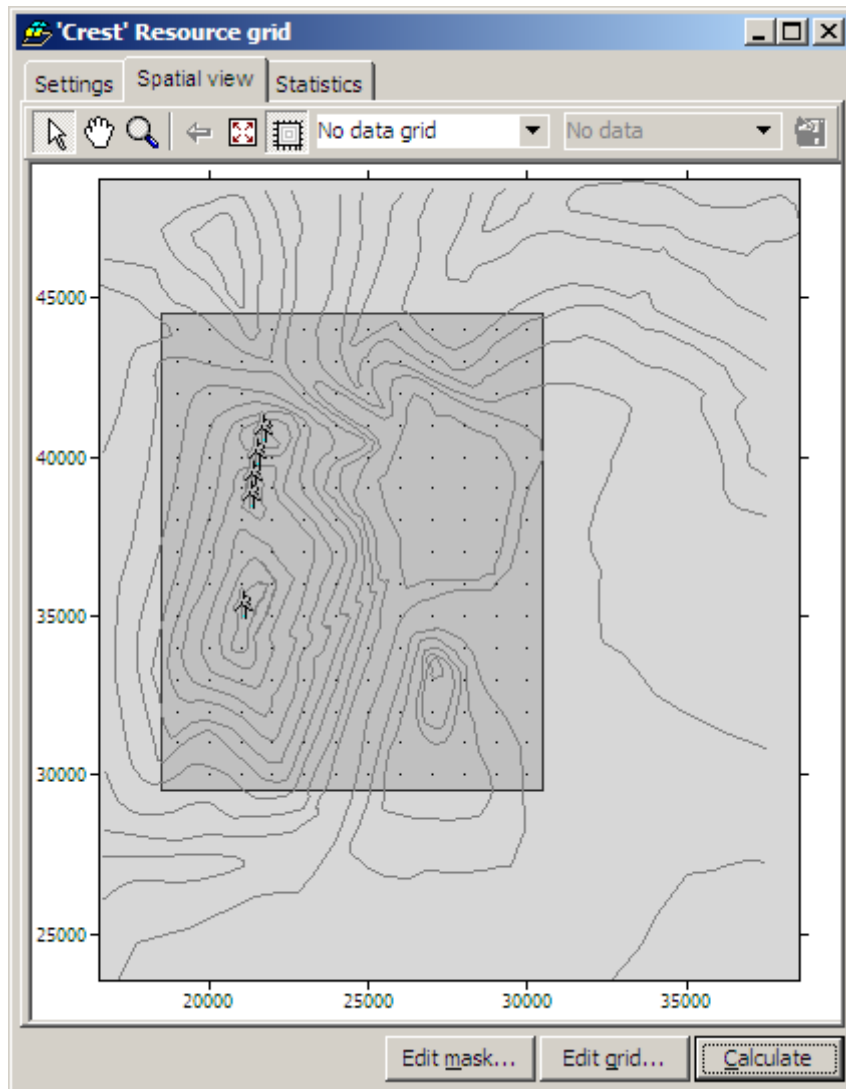 'Crest' Resource grid
Settings Spatial view Statistics
No data grid No data
45000
40000
35000
30000
25000
20000 25000 30000 35000
Edit mask... Edit grid... Calculate